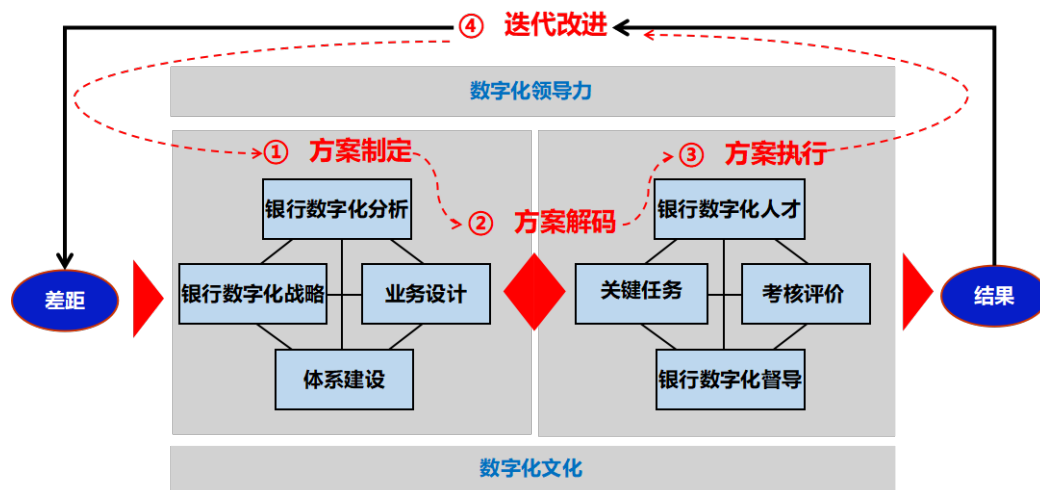 ④ 迭代改进
数字化领导力
① 方案制定
③ 方案执行
银行数字化分析
② 方案解码
银行数字化人才
差距
银行数字化战略
业务设计
关键任务
考核评价
结果
体系建设
银行数字化督导
数字化文化